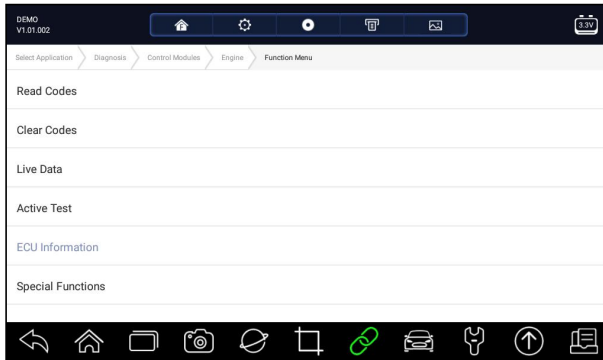 DEMO
V1.01.002
3.3V
Select Application
Diagnosis
Control Modules
Engine
Function Menu
Read Codes
Clear Codes
Live Data
Active Test
ECU Information
Special Functions